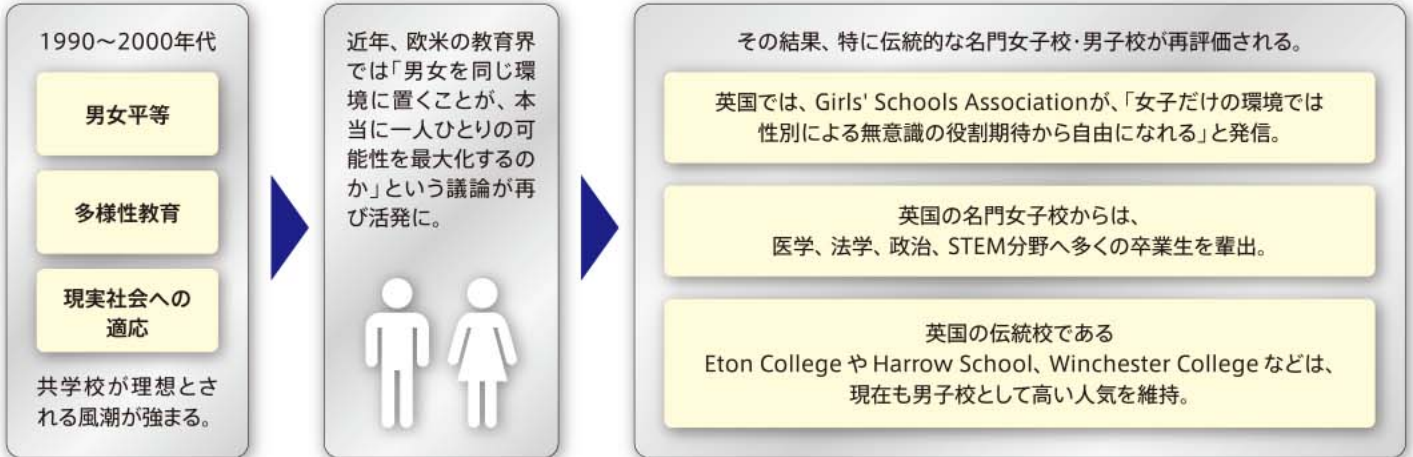 1990～2000年代
男女平等
多様性教育
現実社会への
適応
共学校が理想とさ
れる風潮が強まる。
近年、欧米の教育界
では「男女を同じ環
境に置くことが、本
当に一人ひとりの可
能性を最大化するの
か」という議論が再
び活発に。
その結果、特に伝統的な名門女子校・男子校が再評価される。
英国では、Girls' Schools Associationが、「女子だけの環境では
性別による無意識の役割期待から自由になれる」と発信。
英国の名門女子校からは、
医学、法学、政治、STEM分野へ多くの卒業生を輩出。
英国の伝統校である
Eton College や Harrow School、Winchester College などは、
現在も男子校として高い人気を維持。